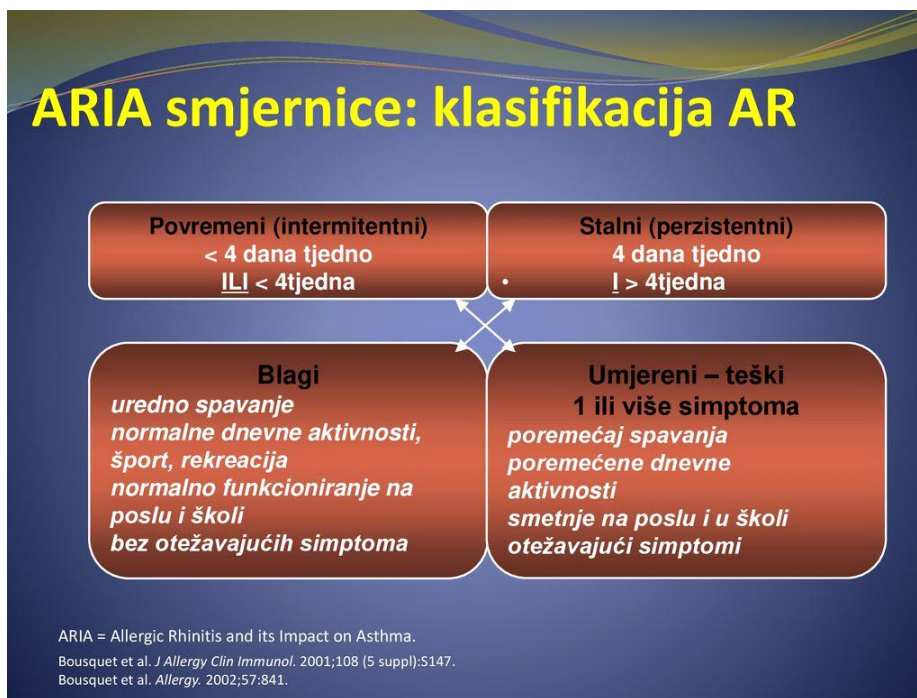 ARIA smjernice: klasifikacija AR
Povremeni (intermitentni)
< 4 dana tjedno
ILI < 4tjedna
Stalni (perzistentni)
4 dana tjedno
• I > 4tjedna
Blagi
uredno spavanje
normalne dnevne aktivnosti,
šport, rekreacija
normalno funkcioniranje na
poslu i školi
bez otežavajućih simptoma
Umjereni – teški
1 ili više simptoma
poremećaj spavanja
poremećene dnevne
aktivnosti
smetnje na poslu i u školi
otežavajući simptomi
ARIA = Allergic Rhinitis and its Impact on Asthma.
Bousquet et al. J Allergy Clin Immunol. 2001;108 (5 suppl):S147.
Bousquet et al. Allergy. 2002;57:841.